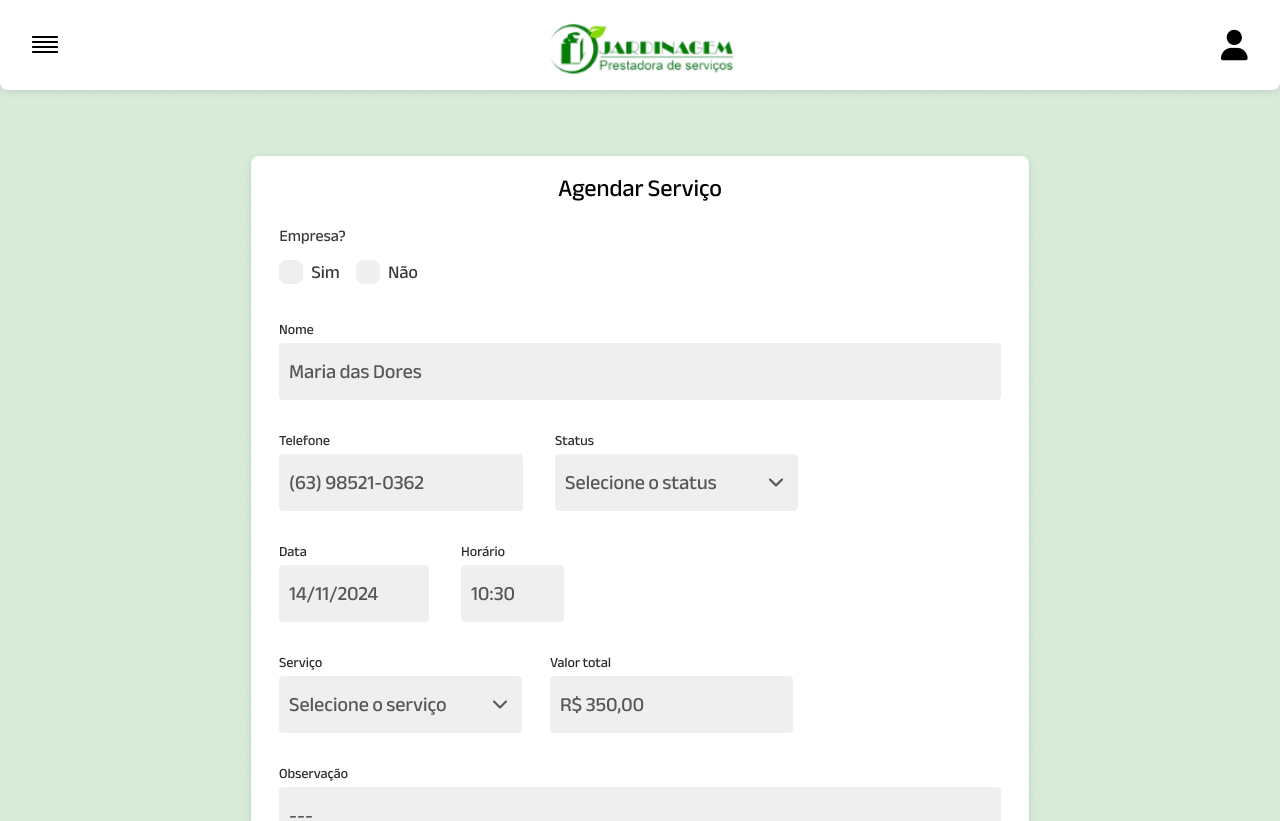 JARDINAGEM
Prestadora de serviços
Agendar Serviço
Empresa?
Sim Não
Nome
Maria das Dores
Telefone Status
(63) 98521-0362 Selecione o status
Data Horário
14/11/2024 10:30
Serviço Valor total
Selecione o serviço R$ 350,00
Observação
---